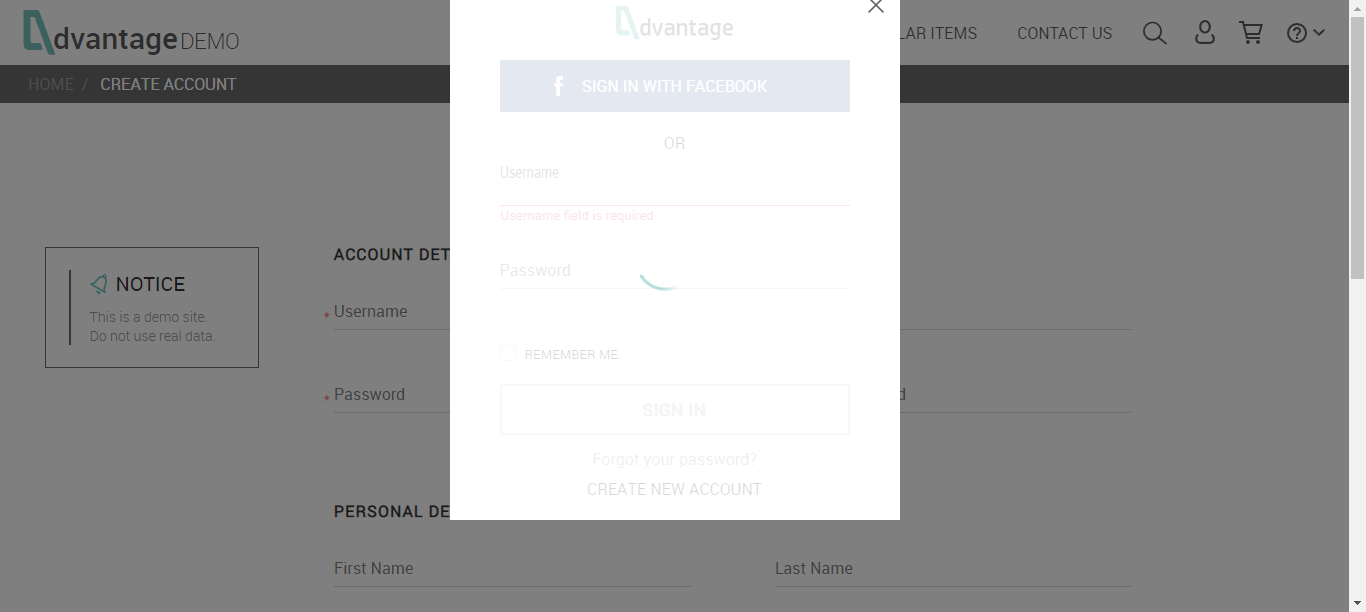 dvantage DEMO
LAR ITEMS
CONTACT US
HOME / CREATE ACCOUNT
dvantage
SIGN IN WITH FACEBOOK
OR
Username
Username field is required
Password
REMEMBER ME
SIGN IN
Forgot your password?
CREATE NEW ACCOUNT
NOTICE
This is a demo site.
Do not use real data.
ACCOUNT DET
* Username
* Password
d
PERSONAL DE
First Name
Last Name